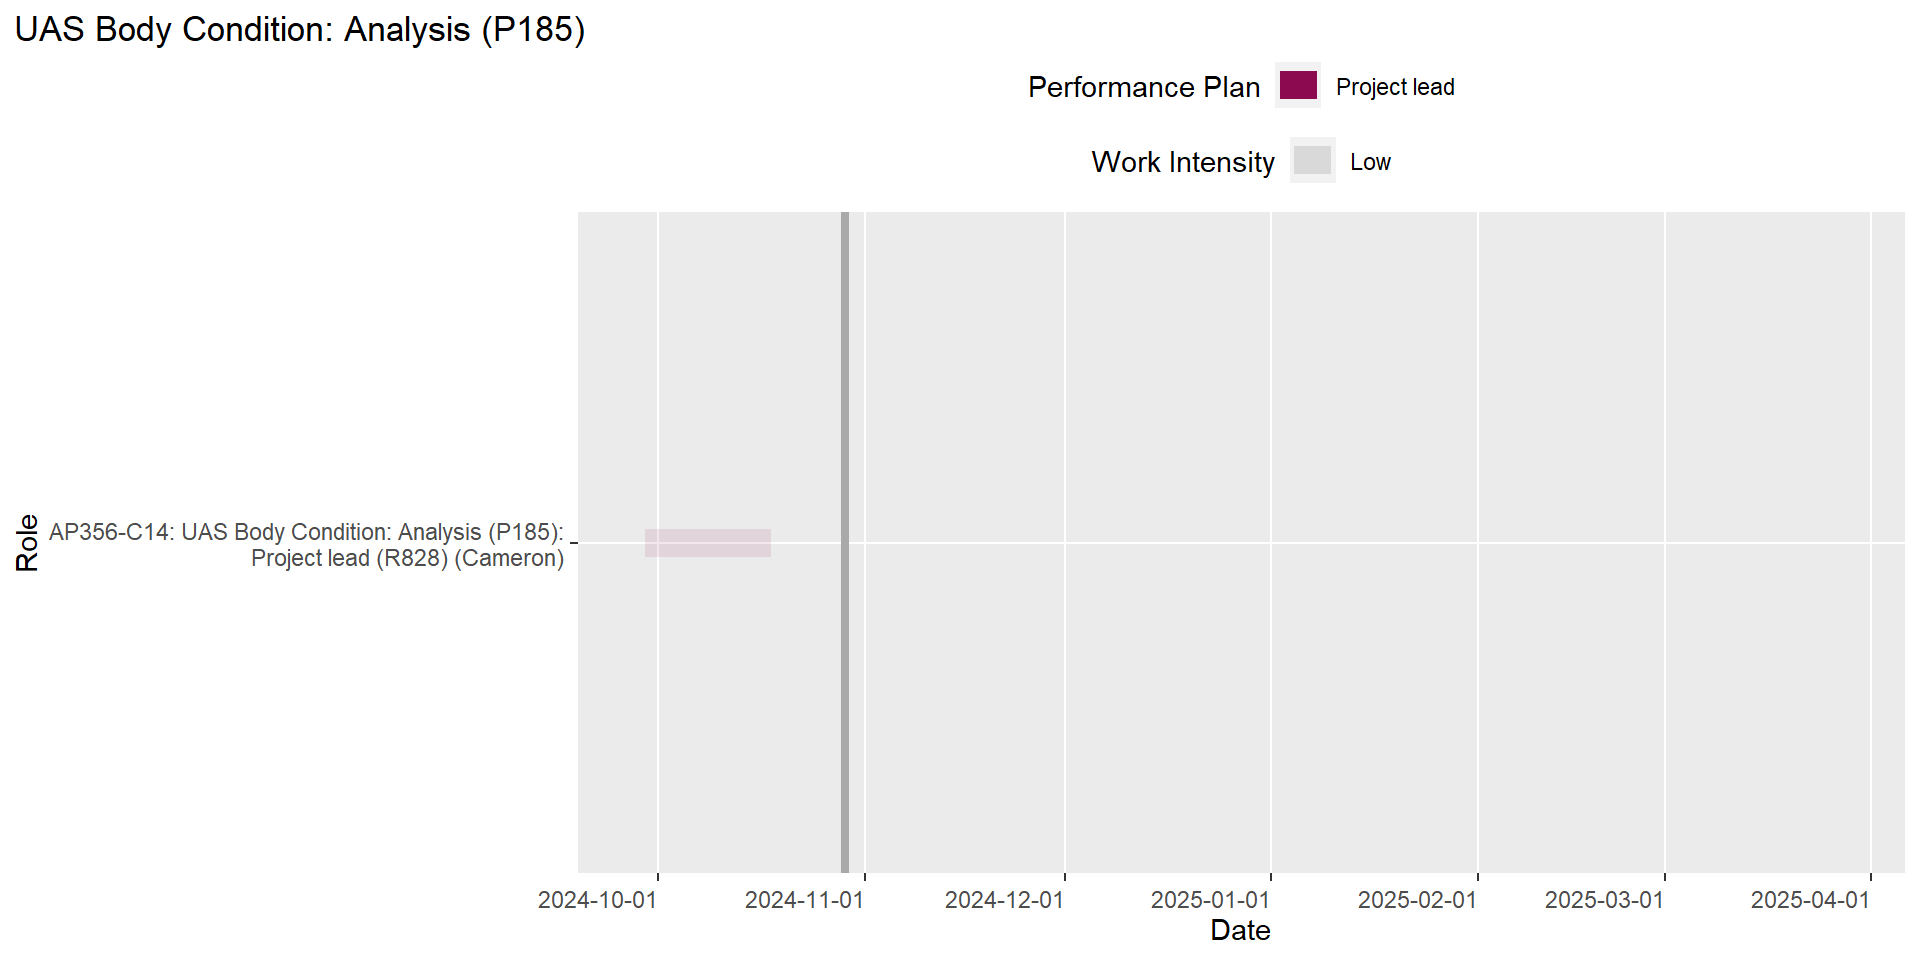 UAS Body Condition: Analysis (P185)
Performance Plan
Project lead
Work Intensity
Low
Role
AP356-C14: UAS Body Condition: Analysis (P185):
Project lead (R828) (Cameron)
2024-10-01
2024-11-01
2024-12-01
2025-01-01
2025-02-01
2025-03-01
2025-04-01
Date